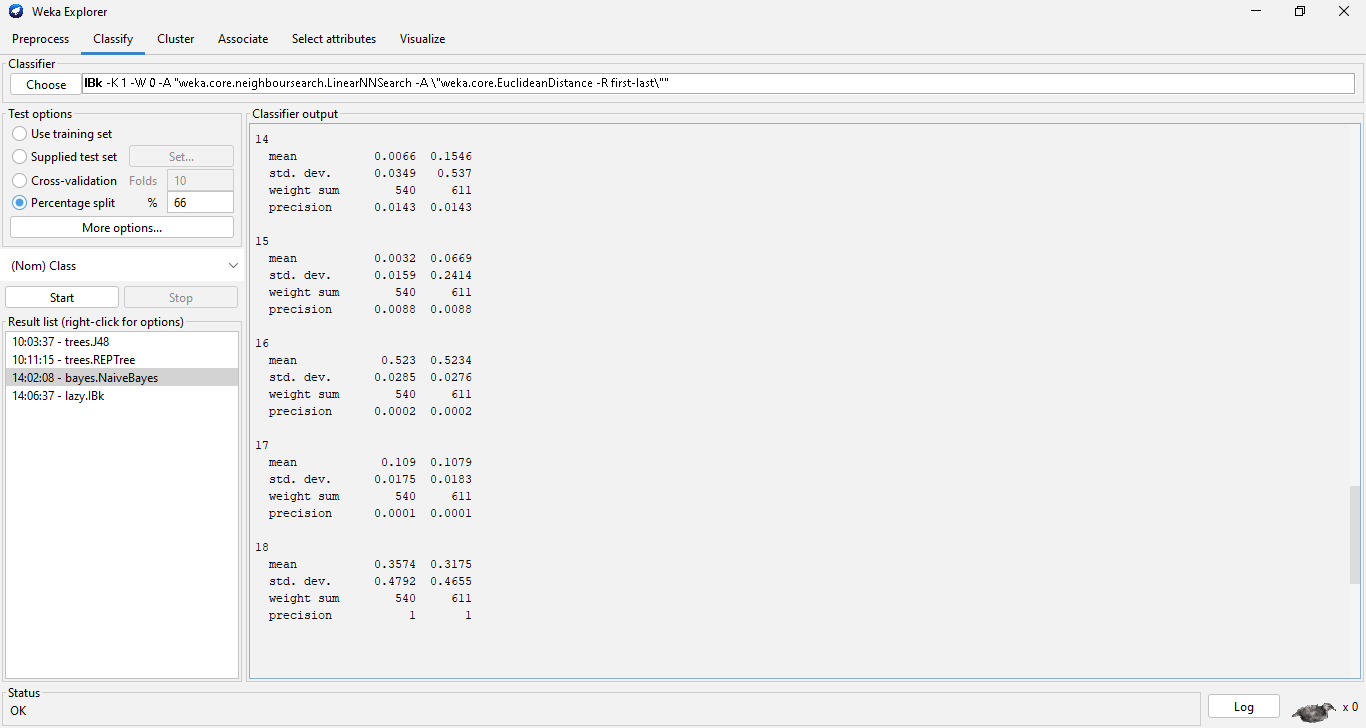 Weka Explorer
Preprocess Classify Cluster Associate Select attributes Visualize
Classifier
Choose IBk -K 1 -W 0 -A "weka.core.neighboursearch.LinearNNSearch -A \"weka.core.EuclideanDistance -R first-last\""
Test options
Use training set
Supplied test set Set...
Cross-validation Folds 10
Percentage split % 66
More options...
(Nom) Class
Start Stop
Result list (right-click for options)
10:03:37 - trees.J48
10:11:15 - trees.REPTree
14:02:08 - bayes.NaiveBayes
14:06:37 - lazy.IBk
Classifier output
14
mean 0.0066 0.1546
std. dev. 0.0349 0.537
weight sum 540 611
precision 0.0143 0.0143
15
mean 0.0032 0.0669
std. dev. 0.0159 0.2414
weight sum 540 611
precision 0.0088 0.0088
16
mean 0.523 0.5234
std. dev. 0.0285 0.0276
weight sum 540 611
precision 0.0002 0.0002
17
mean 0.109 0.1079
std. dev. 0.0175 0.0183
weight sum 540 611
precision 0.0001 0.0001
18
mean 0.3574 0.3175
std. dev. 0.4792 0.4655
weight sum 540 611
precision 1 1
Status
OK
Log x 0